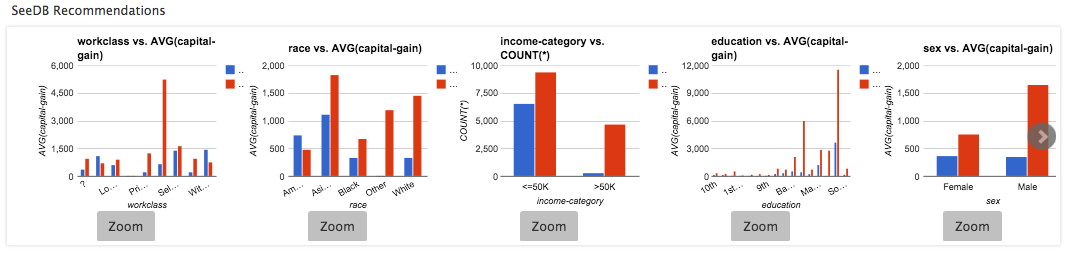 SeeDB Recommendations
workclass vs. AVG(capital-
gain)
6,000
4,500
3,000
1,500
0
AVG(capital-gain)
? Lo... Pri... Sel... Wit...
workclass
..
..
Zoom
race vs. AVG(capital-gain)
2,000
1,500
1,000
500
0
AVG(capital-gain)
Am... Asi... Black Other White
race
...
...
Zoom
income-category vs.
COUNT(*)
10,000
7,500
5,000
2,500
0
COUNT(*)
<=50K >50K
income-category
..
..
Zoom
education vs. AVG(capital-
gain)
12,000
9,000
6,000
3,000
0
AVG(capital-gain)
10th 1st... 9th Ba... Ma... So...
education
...
...
Zoom
sex vs. AVG(capital-gain)
2,000
1,500
1,000
500
0
AVG(capital-gain)
Female Male
sex
Zoom